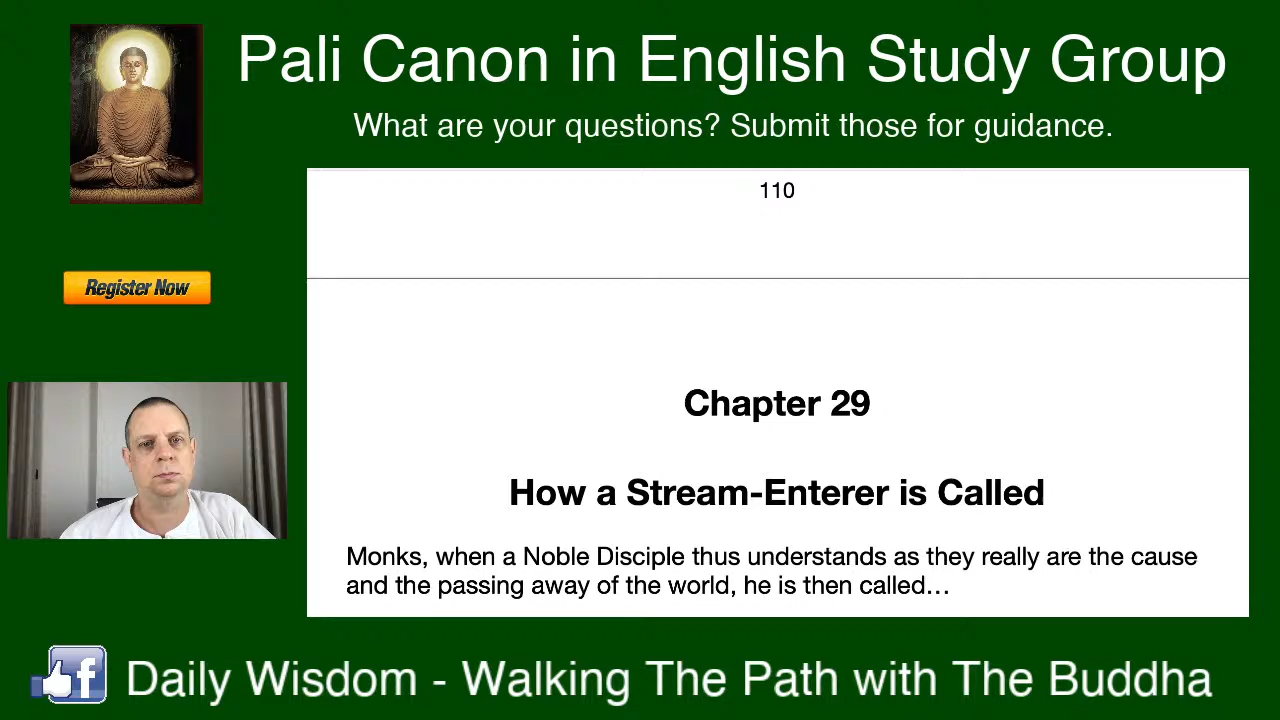 Pali Canon in English Study Group
What are your questions? Submit those for guidance.
110
Register Now
Chapter 29
How a Stream-Enterer is Called
Monks, when a Noble Disciple thus understands as they really are the cause
and the passing away of the world, he is then called…
f
Daily Wisdom - Walking The Path with The Buddha